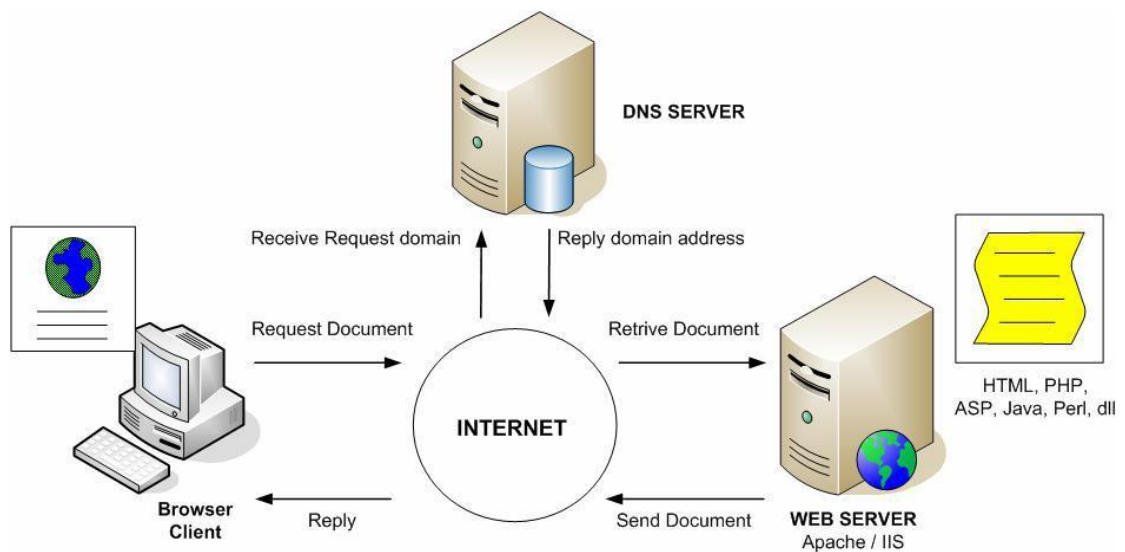 DNS SERVER
Receive Request domain
Reply domain address
Request Document
Retrive Document
HTML, PHP,
ASP, Java, Perl, dll
INTERNET
Browser
Client
Reply
Send Document
WEB SERVER
Apache / IIS